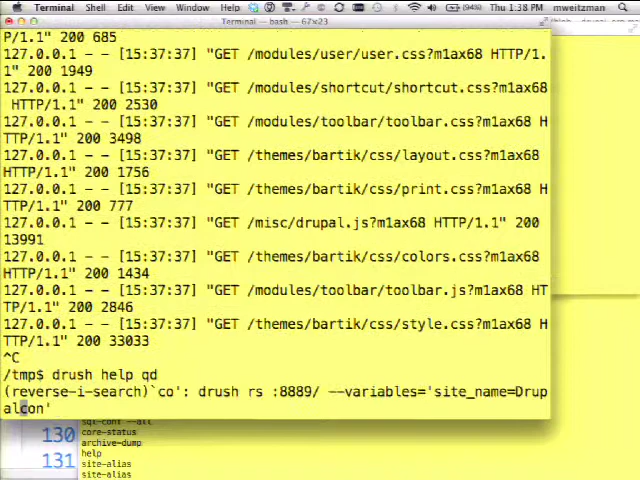 Terminal Shell Edit View Window Help (94%) Thu 1:38 PM mweitzman
Terminal — bash — 67×23
P/1.1" 200 685
127.0.0.1 - - [15:37:37] "GET /modules/user/user.css?m1ax68 HTTP/1.
1" 200 1949
127.0.0.1 - - [15:37:37] "GET /modules/shortcut/shortcut.css?m1ax68
HTTP/1.1" 200 2530
127.0.0.1 - - [15:37:37] "GET /modules/toolbar/toolbar.css?m1ax68 H
TTP/1.1" 200 3498
127.0.0.1 - - [15:37:37] "GET /themes/bartik/css/layout.css?m1ax68
HTTP/1.1" 200 1756
127.0.0.1 - - [15:37:37] "GET /themes/bartik/css/print.css?m1ax68 H
TTP/1.1" 200 777
127.0.0.1 - - [15:37:37] "GET /misc/drupal.js?m1ax68 HTTP/1.1" 200
13991
127.0.0.1 - - [15:37:37] "GET /themes/bartik/css/colors.css?m1ax68
HTTP/1.1" 200 1434
127.0.0.1 - - [15:37:37] "GET /modules/toolbar/toolbar.js?m1ax68 HT
TP/1.1" 200 2846
127.0.0.1 - - [15:37:37] "GET /themes/bartik/css/style.css?m1ax68 H
TTP/1.1" 200 33033
^C
/tmp$ drush help qd
(reverse-i-search)`co': drush rs :8889/ --variables='site_name=Drup
alcon'
sql-conf --all
130 core-status
archive-dump
help
131 site-alias
site-alias
site-alias